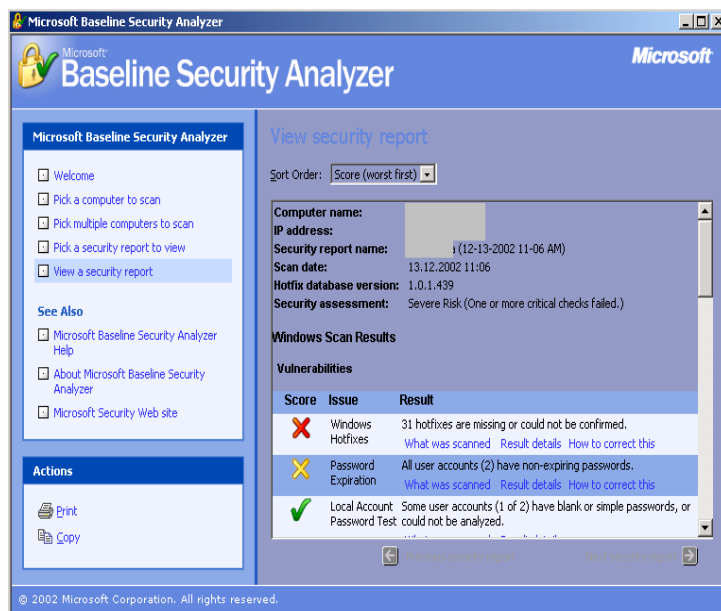 Microsoft Baseline Security Analyzer
Microsoft
Baseline Security Analyzer
Microsoft
Microsoft Baseline Security Analyzer
Welcome
Pick a computer to scan
Pick multiple computers to scan
Pick a security report to view
View a security report
See Also
Microsoft Baseline Security Analyzer
Help
About Microsoft Baseline Security
Analyzer
Microsoft Security Web site
Actions
Print
Copy
View security report
Sort Order: Score (worst first)
Computer name:
IP address:
Security report name: (12-13-2002 11-06 AM)
Scan date: 13.12.2002 11:06
Hotfix database version: 1.0.1.439
Security assessment: Severe Risk (One or more critical checks failed.)
Windows Scan Results
Vulnerabilities
Score Issue Result
Windows Hotfixes 31 hotfixes are missing or could not be confirmed.
What was scanned Result details How to correct this
Password Expiration All user accounts (2) have non-expiring passwords.
What was scanned Result details How to correct this
Local Account Password Test Some user accounts (1 of 2) have blank or simple passwords, or
could not be analyzed.
© 2002 Microsoft Corporation. All rights reserved.